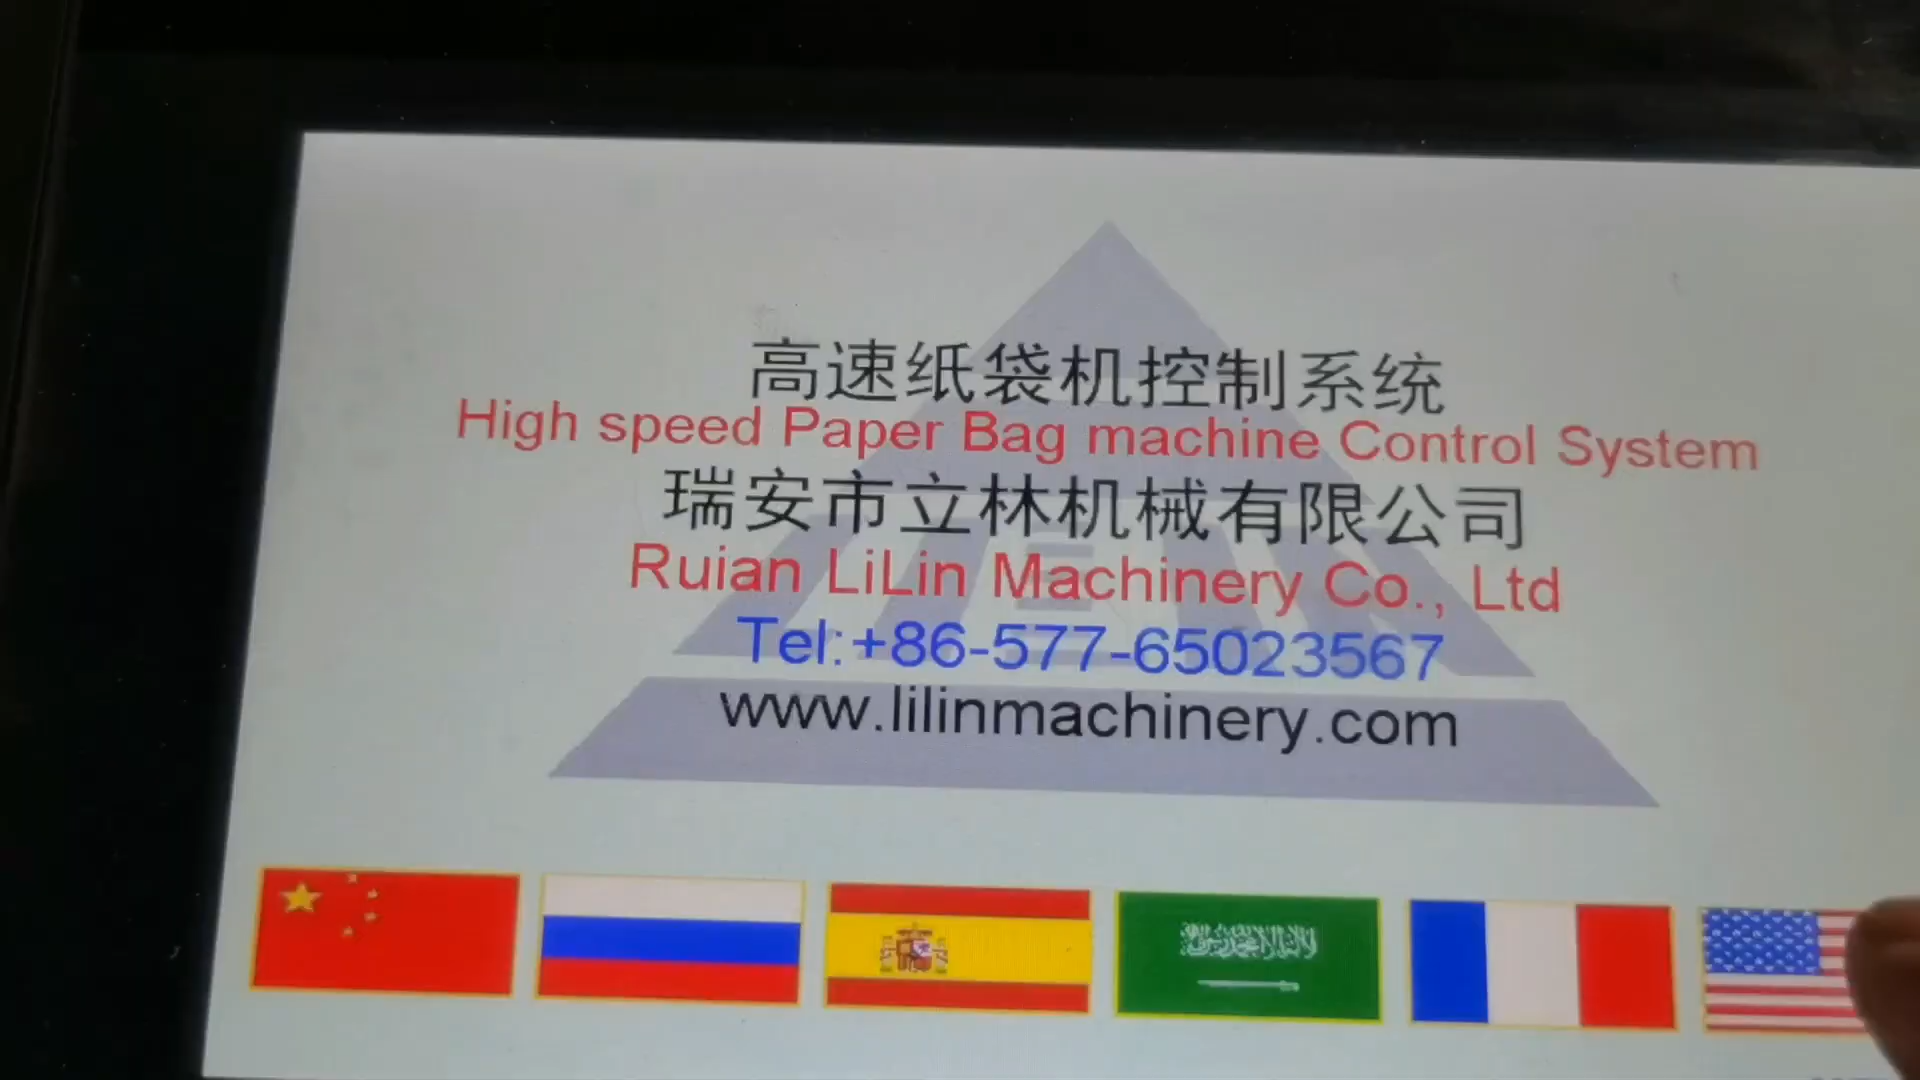 高速纸袋机控制系统
High speed Paper Bag machine Control System
瑞安市立林机械有限公司
Ruian LiLin Machinery Co., Ltd
Tel:+86-577-65023567
www.lilinmachinery.com